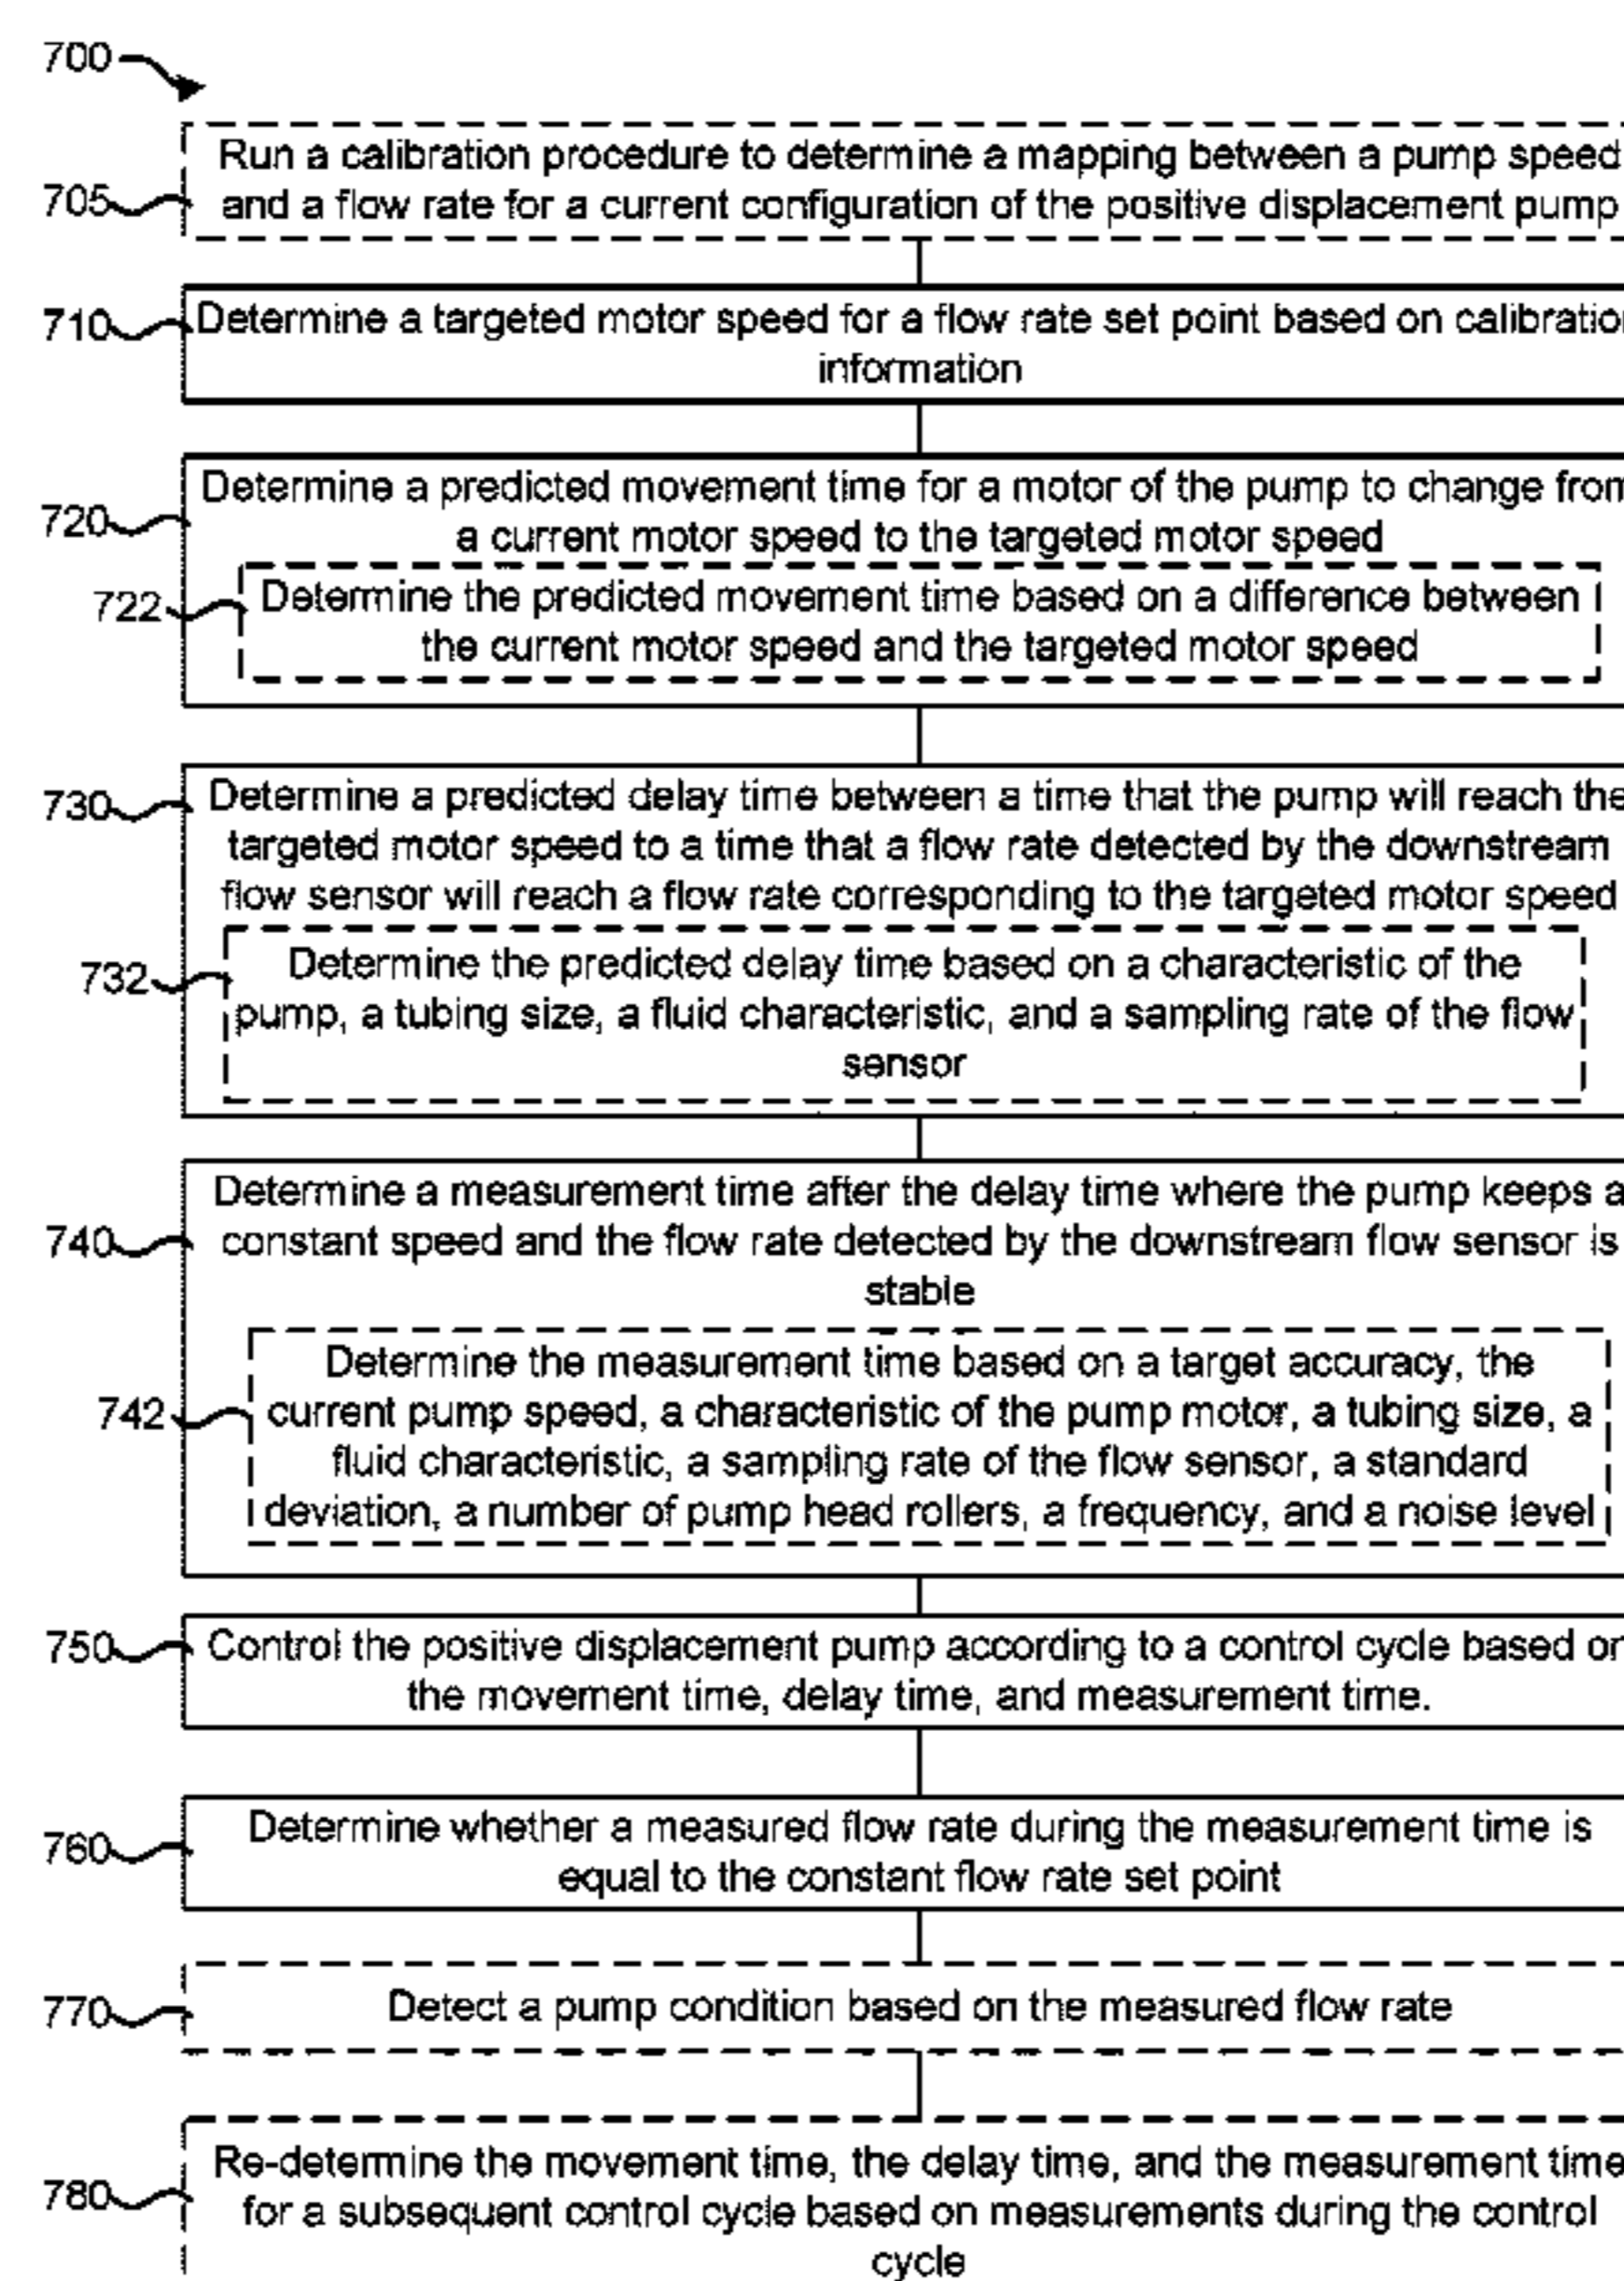 700
Run a calibration procedure to determine a mapping between a pump speed
705 and a flow rate for a current configuration of the positive displacement pump
710 Determine a targeted motor speed for a flow rate set point based on calibration
information
Determine a predicted movement time for a motor of the pump to change from
720 a current motor speed to the targeted motor speed
722 Determine the predicted movement time based on a difference between
the current motor speed and the targeted motor speed
730 Determine a predicted delay time between a time that the pump will reach the
targeted motor speed to a time that a flow rate detected by the downstream
flow sensor will reach a flow rate corresponding to the targeted motor speed
732 Determine the predicted delay time based on a characteristic of the
pump, a tubing size, a fluid characteristic, and a sampling rate of the flow
sensor
Determine a measurement time after the delay time where the pump keeps a
740 constant speed and the flow rate detected by the downstream flow sensor is
stable
Determine the measurement time based on a target accuracy, the
742 current pump speed, a characteristic of the pump motor, a tubing size, a
fluid characteristic, a sampling rate of the flow sensor, a standard
deviation, a number of pump head rollers, a frequency, and a noise level
750 Control the positive displacement pump according to a control cycle based on
the movement time, delay time, and measurement time.
760 Determine whether a measured flow rate during the measurement time is
equal to the constant flow rate set point
770 Detect a pump condition based on the measured flow rate
Re-determine the movement time, the delay time, and the measurement time
780 for a subsequent control cycle based on measurements during the control
cycle